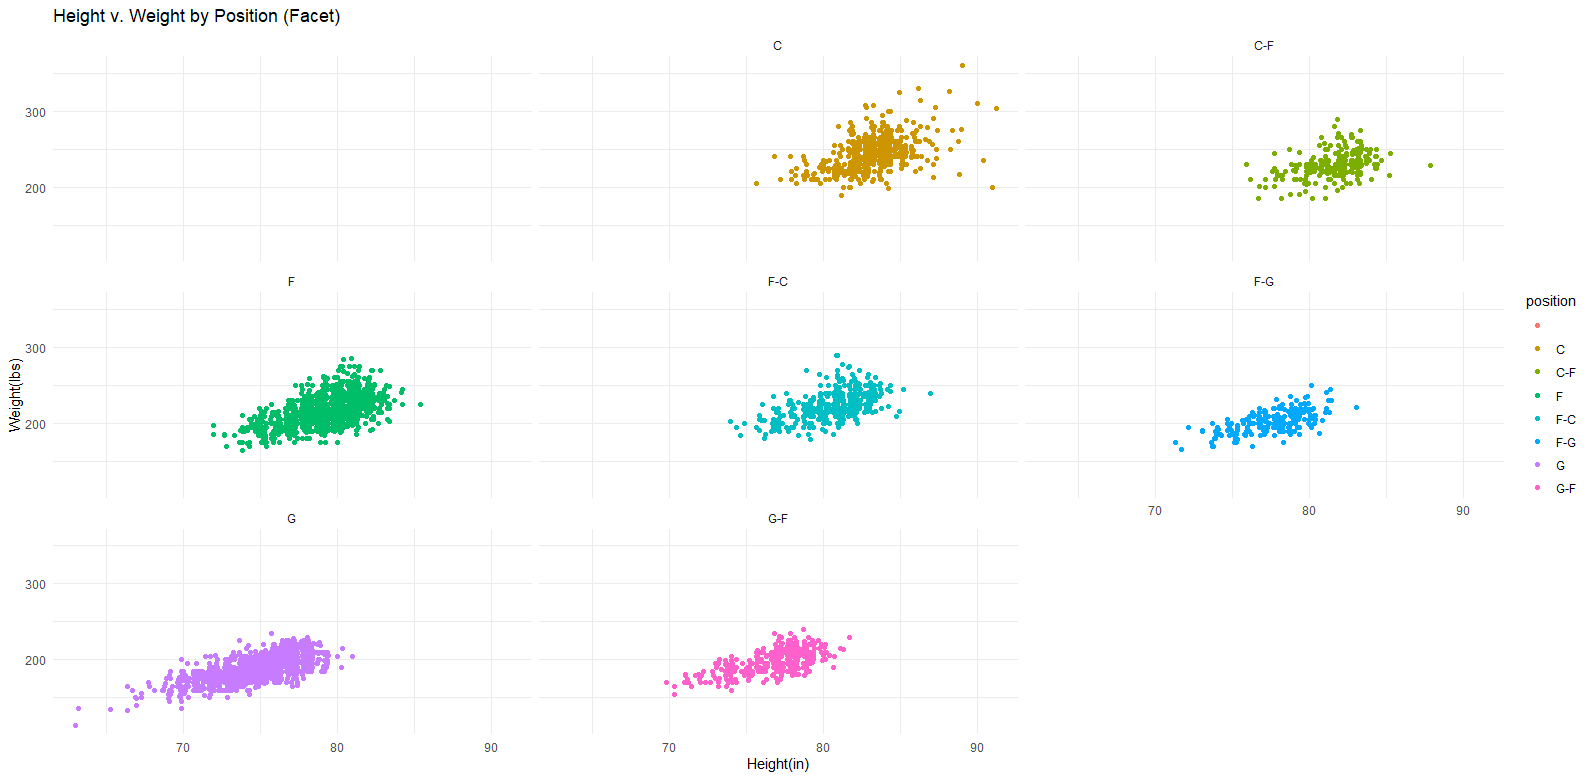 Height v. Weight by Position (Facet)
C
C-F
300
200
F
F-C
F-G
300
200
70
80
90
G
G-F
300
200
70
80
90
70
80
90
Height(in)
Weight(lbs)
position
C
C-F
F
F-C
F-G
G
G-F